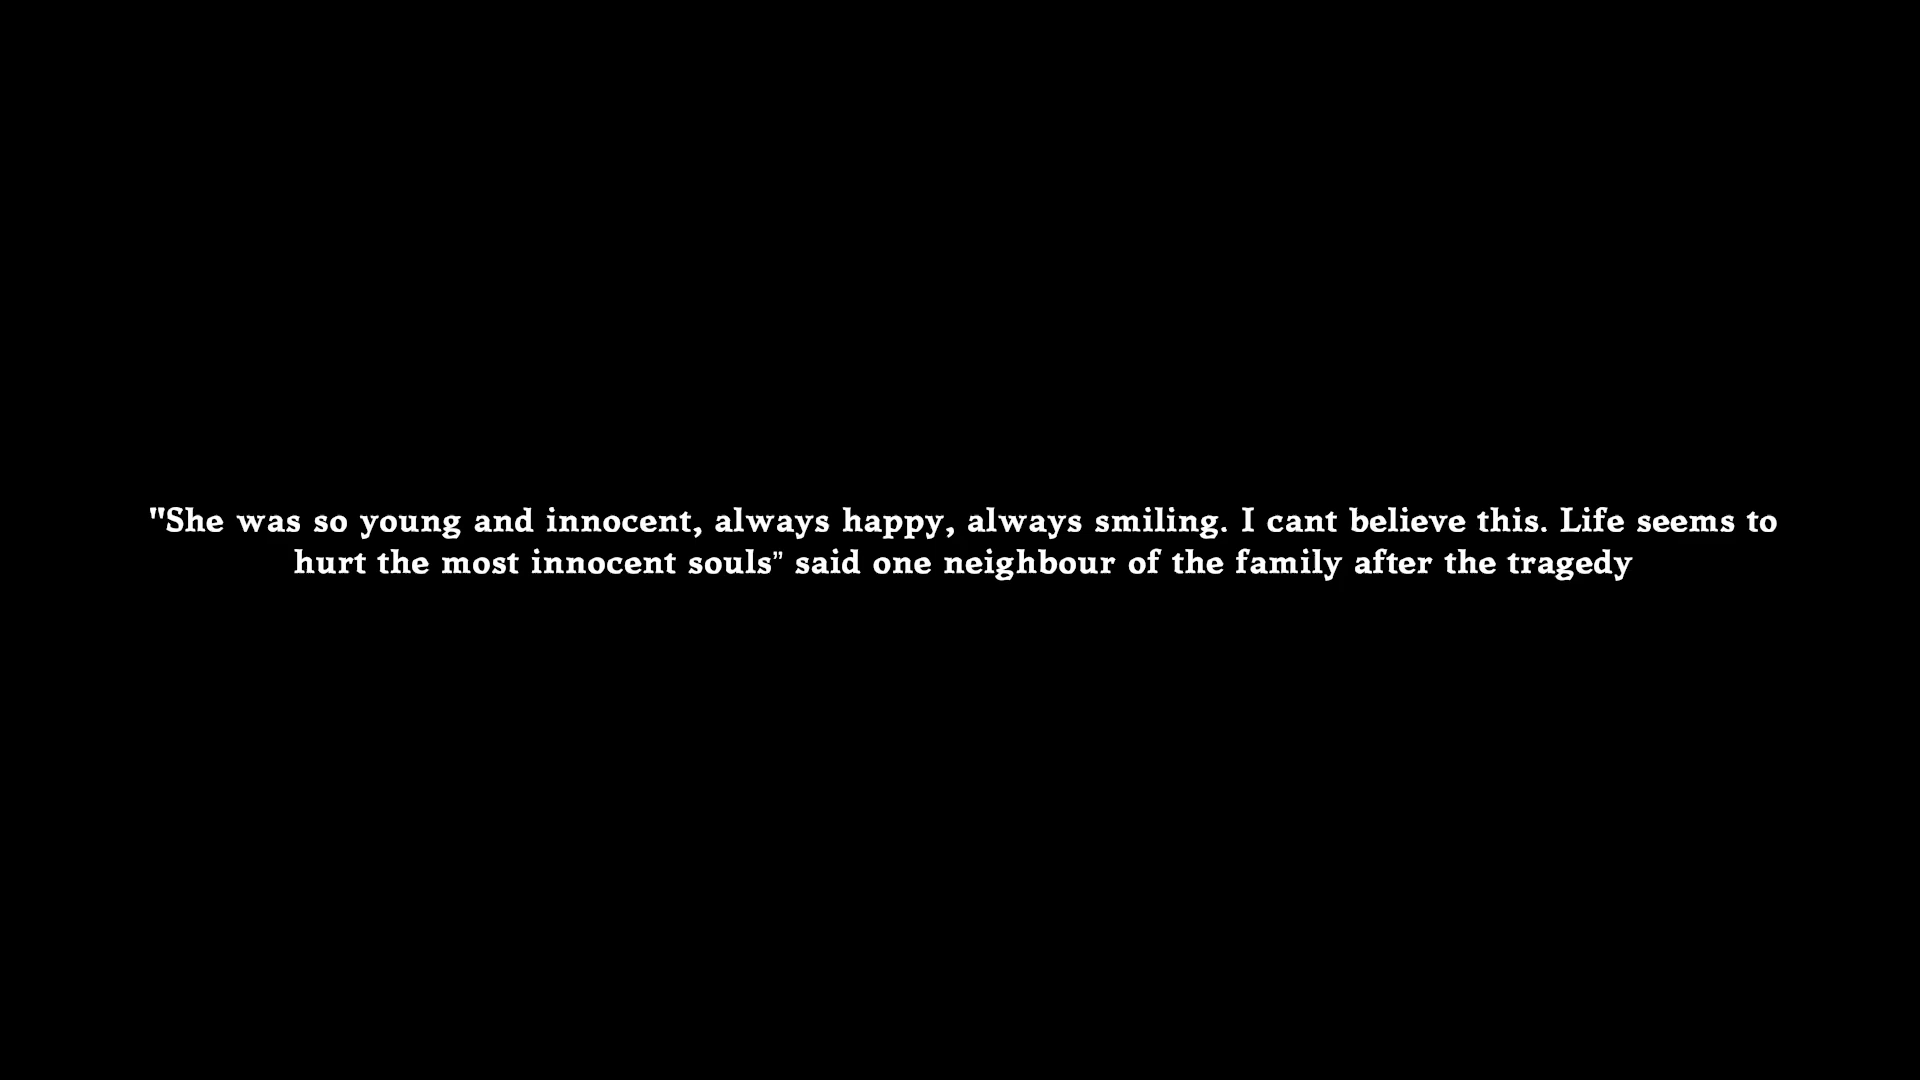 "She was so young and innocent, always happy, always smiling. I cant believe this. Life seems to
hurt the most innocent souls” said one neighbour of the family after the tragedy